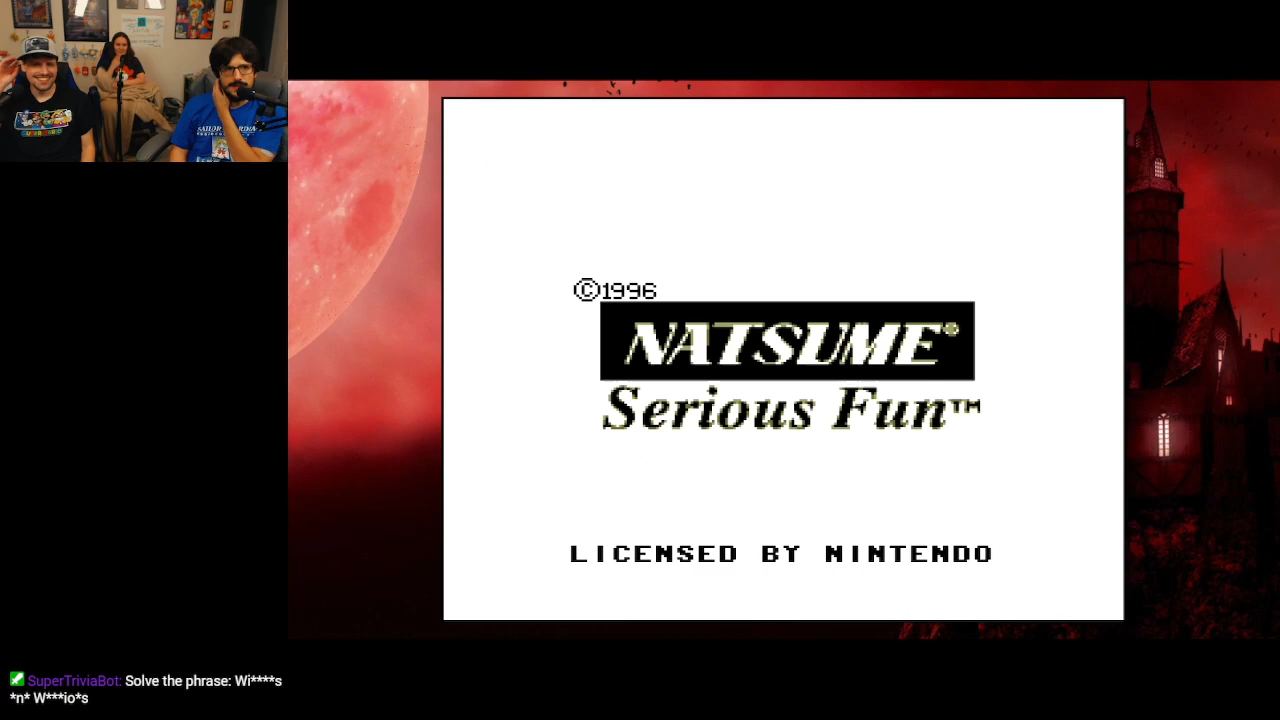 ©1996
NATSUME®
Serious Fun™
LICENSED BY NINTENDO
SuperTriviaBot: Solve the phrase: Wi****s
*n* W***io*s